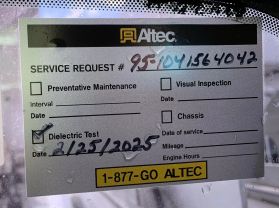 Altec
SERVICE REQUEST # 95-1041564042
Preventative Maintenance
Interval
Date
Visual Inspection
Date
Dielectric Test
Date 2/25/2025
Chassis
Date of service
Mileage
Engine Hours
1-877-GO ALTEC